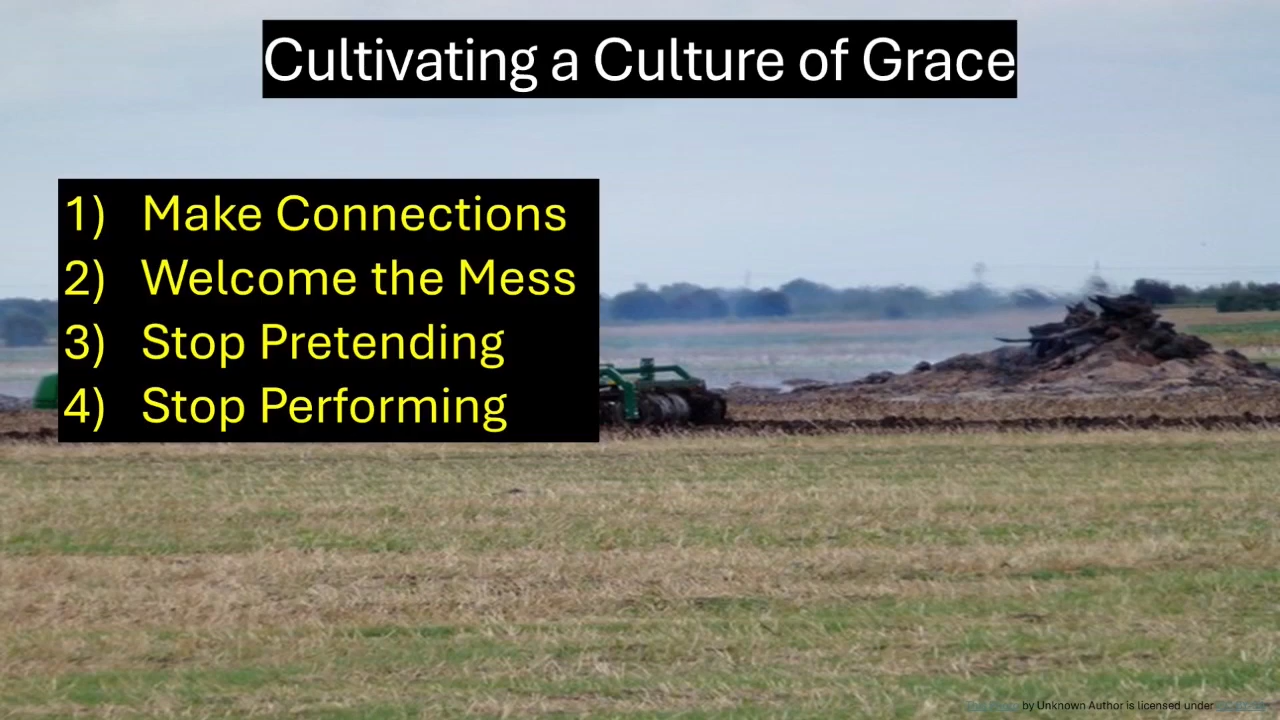 Cultivating a Culture of Grace
1) Make Connections
2) Welcome the Mess
3) Stop Pretending
4) Stop Performing
by Unknown Author is licensed under